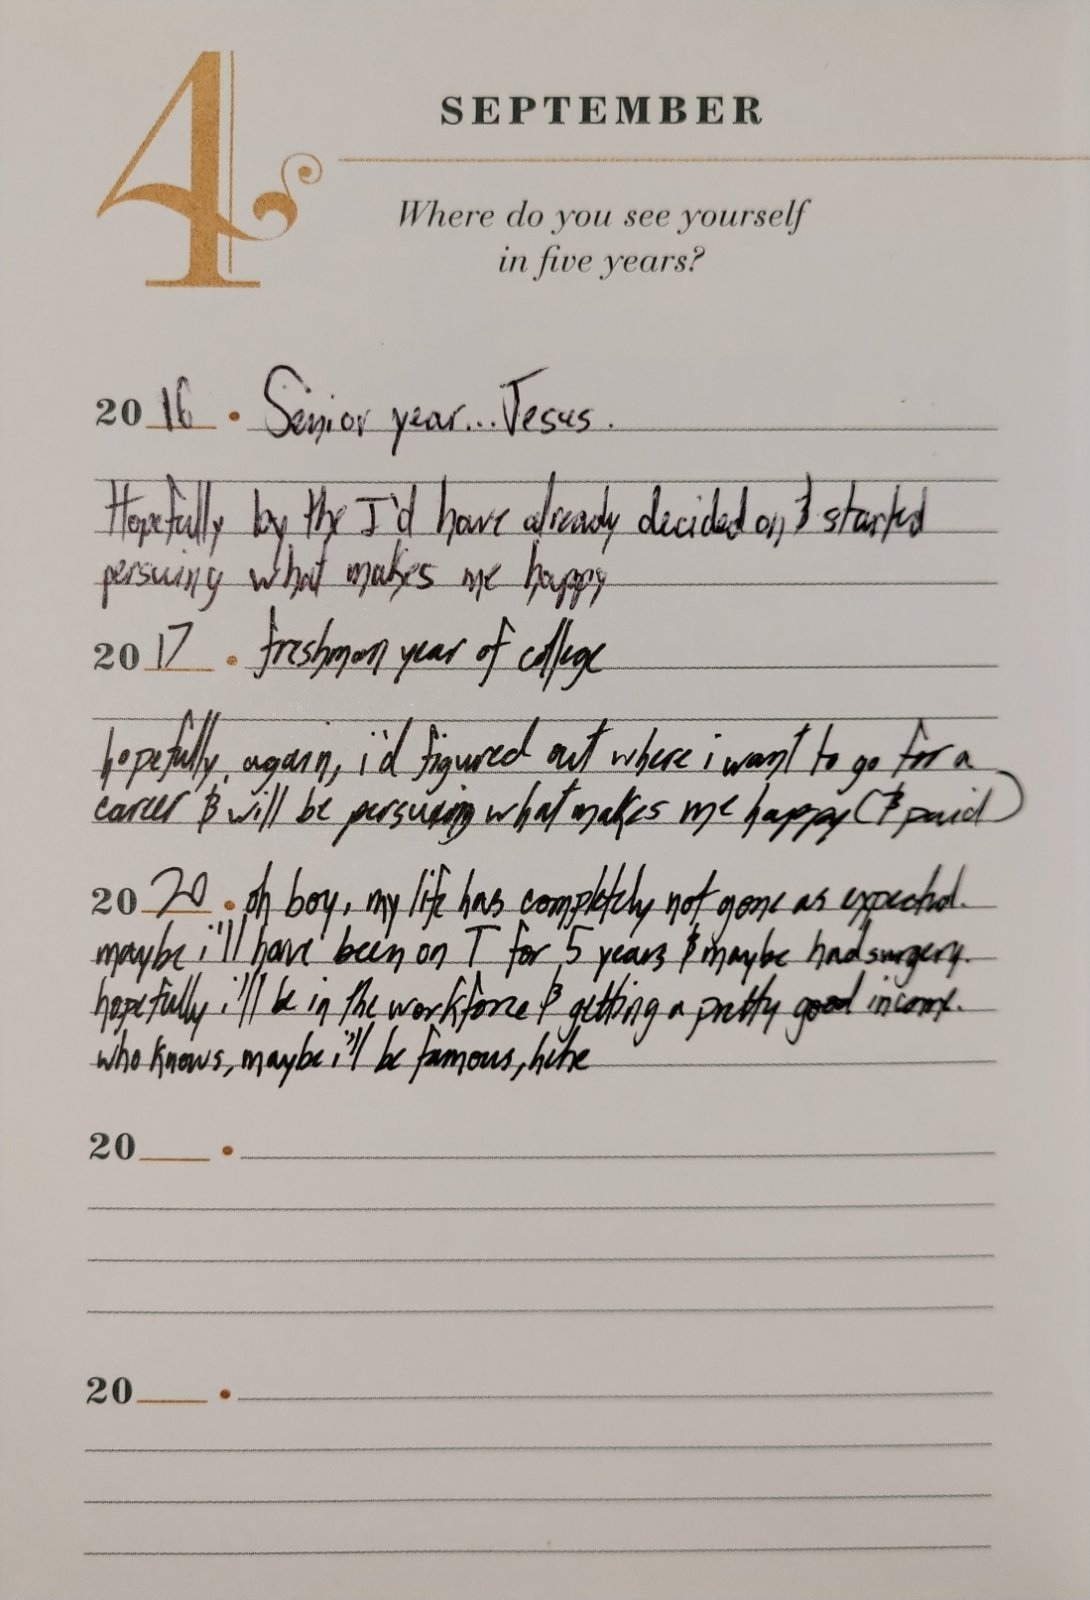 4
SEPTEMBER
Where do you see yourself
in five years?
2016 • Senior year... Jesus.
Hopefully by the I'd have already decided on & started
persuing what makes me happy
2017 • freshman year of college
hopefully, again, i'd figured out where i want to go for a
career & will be persuing what makes me happy (& paid)
2020 • oh boy, my life has completely not gone as expected.
maybe i'll have been on T for 5 years & maybe had surgery.
hopefully i'll be in the workforce & getting a pretty good income.
who knows, maybe i'll be famous, hehe
20___ •
20___ •